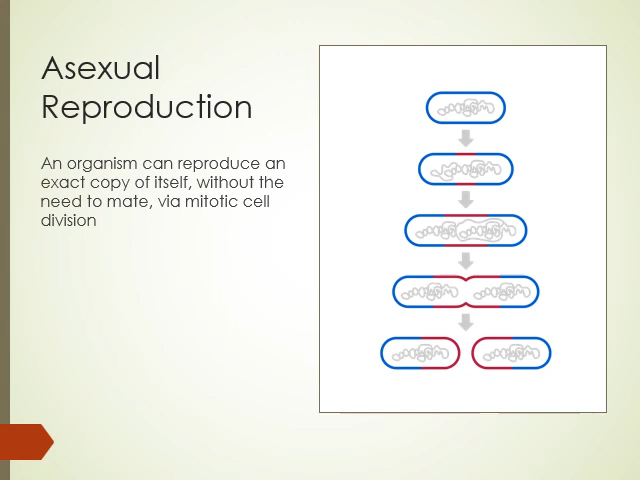 Asexual
Reproduction
An organism can reproduce an
exact copy of itself, without the
need to mate, via mitotic cell
division